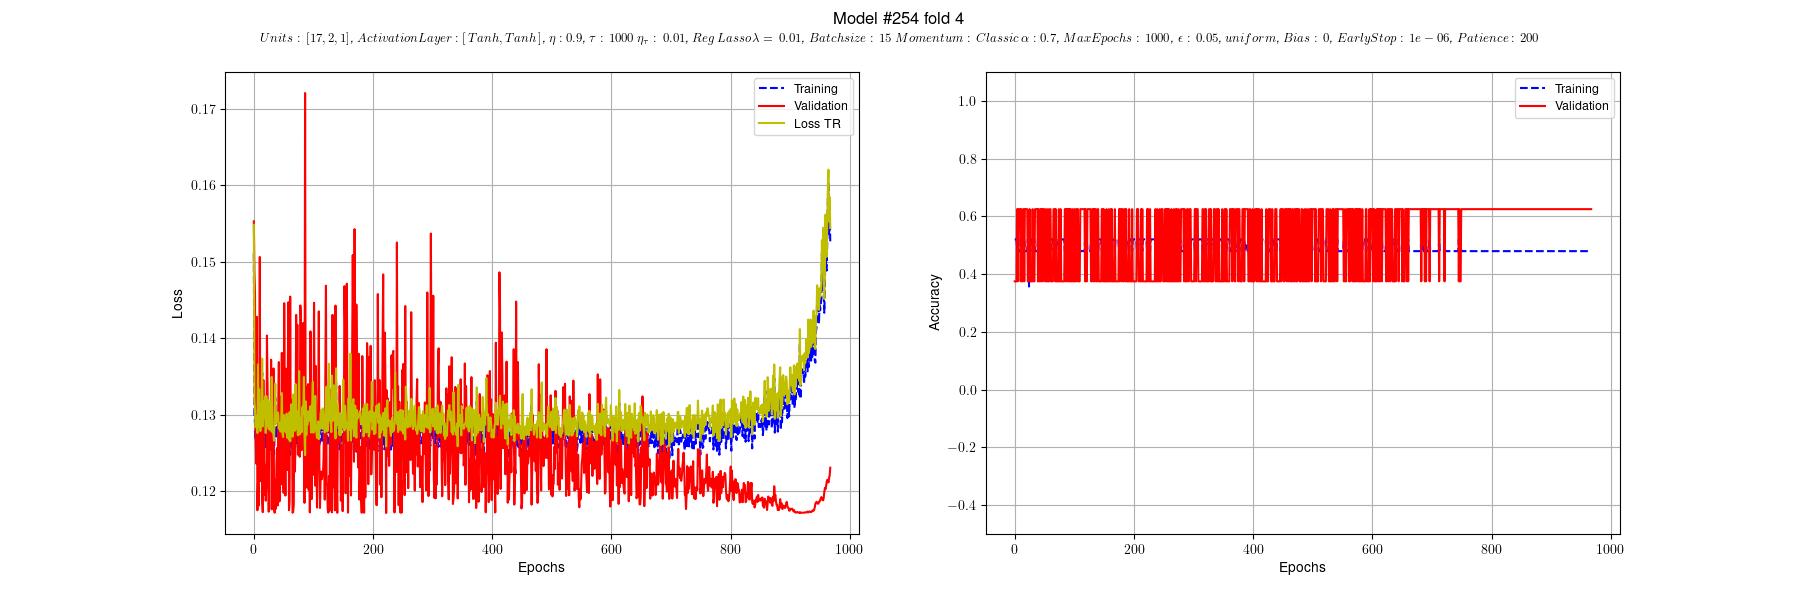 Model #254 fold 4
Units : [17, 2, 1], ActivationLayer : [Tanh, Tanh], η : 0.9, τ : 1000 η_τ : 0.01, Reg Lasso λ = 0.01, Batchsize : 15 Momentum : Classic α : 0.7, MaxEpochs : 1000, ϵ : 0.05, uniform, Bias : 0, EarlyStop : 1e − 06, Patience : 200
Training
Validation
Loss TR
0.17
0.16
0.15
0.14
0.13
0.12
Loss
0 200 400 600 800 1000
Epochs
Training
Validation
1.0
0.8
0.6
0.4
0.2
0.0
−0.2
−0.4
Accuracy
0 200 400 600 800 1000
Epochs